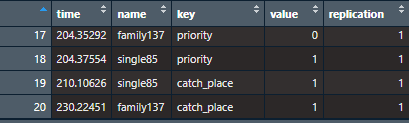 time name key value replication
17 204.35292 family137 priority 0 1
18 204.37554 single85 priority 1 1
19 210.10626 single85 catch_place 1 1
20 230.22451 family137 catch_place 1 1